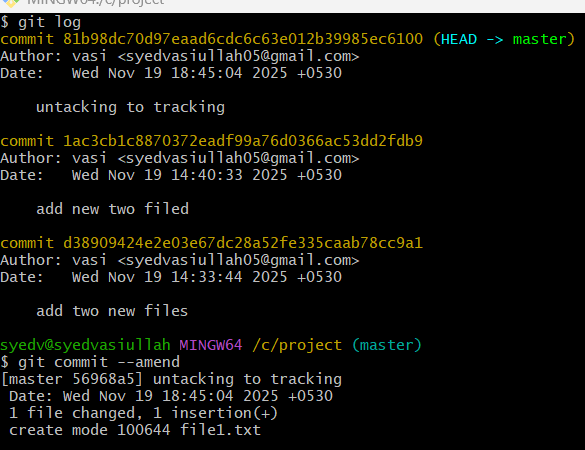 MINGW64:/c/project
$ git log
commit 81b98dc70d97eaad6cdc6c63e012b39985ec6100 (HEAD -> master)
Author: vasi <syedvasiullah05@gmail.com>
Date:   Wed Nov 19 18:45:04 2025 +0530
untacking to tracking
commit 1ac3cb1c8870372eadf99a76d0366ac53dd2fdb9
Author: vasi <syedvasiullah05@gmail.com>
Date:   Wed Nov 19 14:40:33 2025 +0530
add new two filed
commit d38909424e2e03e67dc28a52fe335caab78cc9a1
Author: vasi <syedvasiullah05@gmail.com>
Date:   Wed Nov 19 14:33:44 2025 +0530
add two new files
syedv@syedvasiullah MINGW64 /c/project (master)
$ git commit --amend
[master 56968a5] untacking to tracking
Date: Wed Nov 19 18:45:04 2025 +0530
1 file changed, 1 insertion(+)
create mode 100644 file1.txt